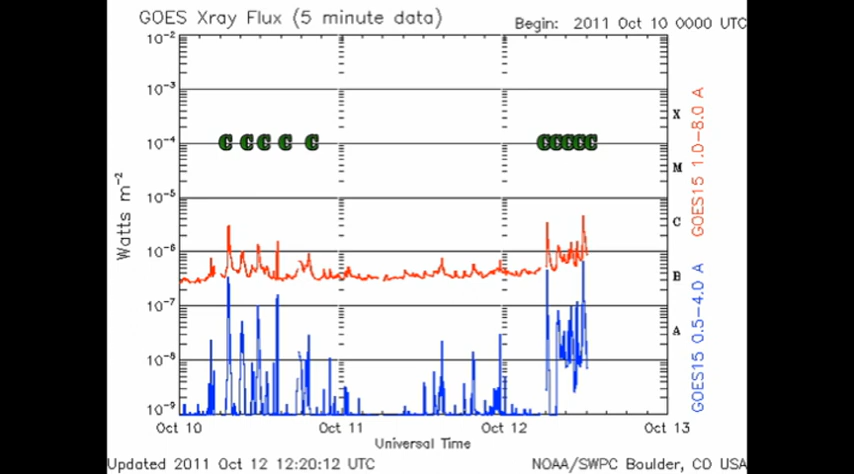 GOES Xray Flux (5 minute data)
Begin: 2011 Oct 10 0000 UTC
10-2
10-3
10-4
10-5
10-6
10-7
10-8
10-9
Watts m-2
C C C C C
C C C C C
X
M
C
B
A
GOES15 1.0-8.0 A
GOES15 0.5-4.0 A
Oct 10
Oct 11
Oct 12
Oct 13
Universal Time
Updated 2011 Oct 12 12:20:12 UTC
NOAA/SWPC Boulder, CO USA